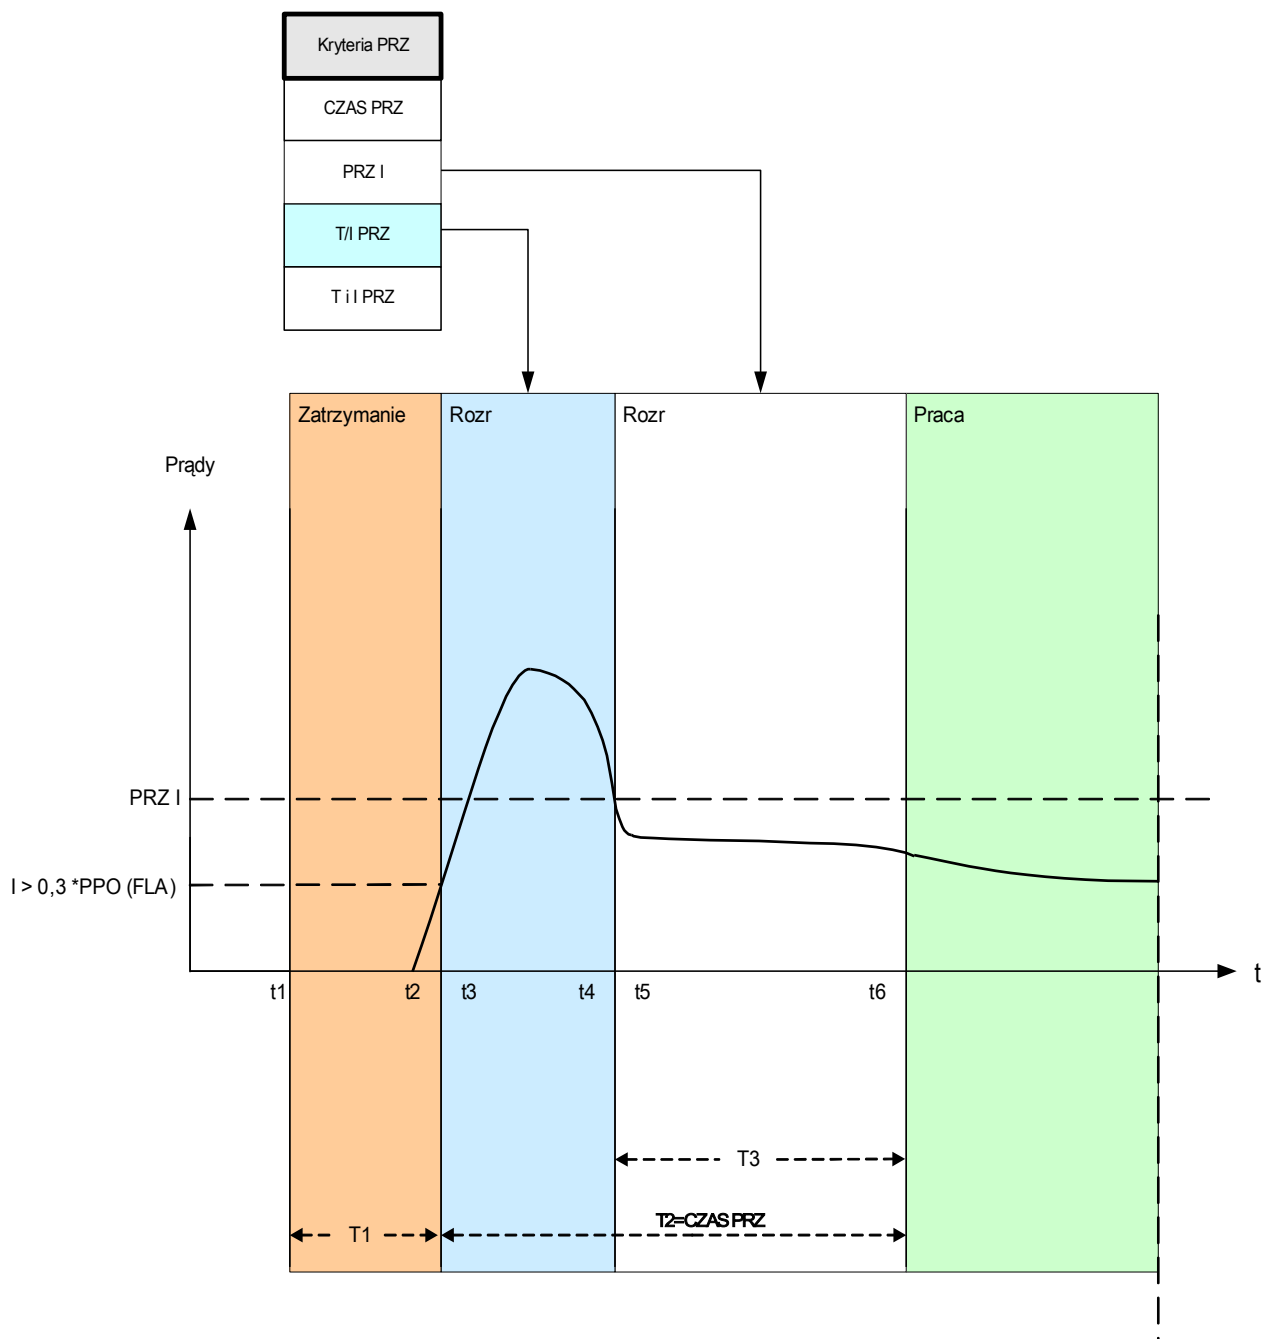 Kryteria PRZ
CZAS PRZ
PRZ I
T/I PRZ
T i I PRZ
Zatrzymanie
Rozr
Rozr
Praca
Prądy
PRZ I
I > 0,3 *PPO (FLA)
t
t1
t2
t3
t4
t5
t6
T3
T2=CZAS PRZ
T1